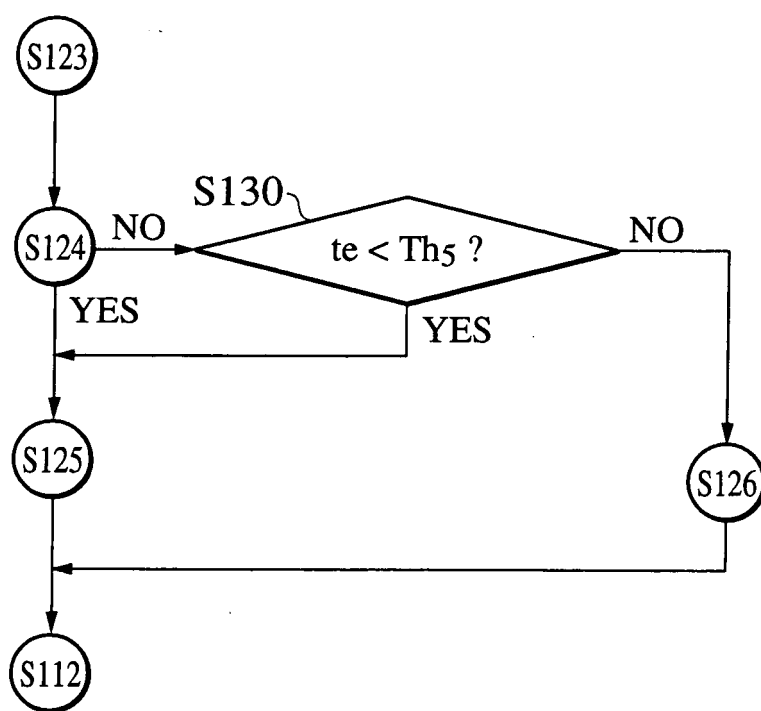 S123
S130
S124
NO
te < Th5 ?
NO
YES
YES
S125
S126
S112